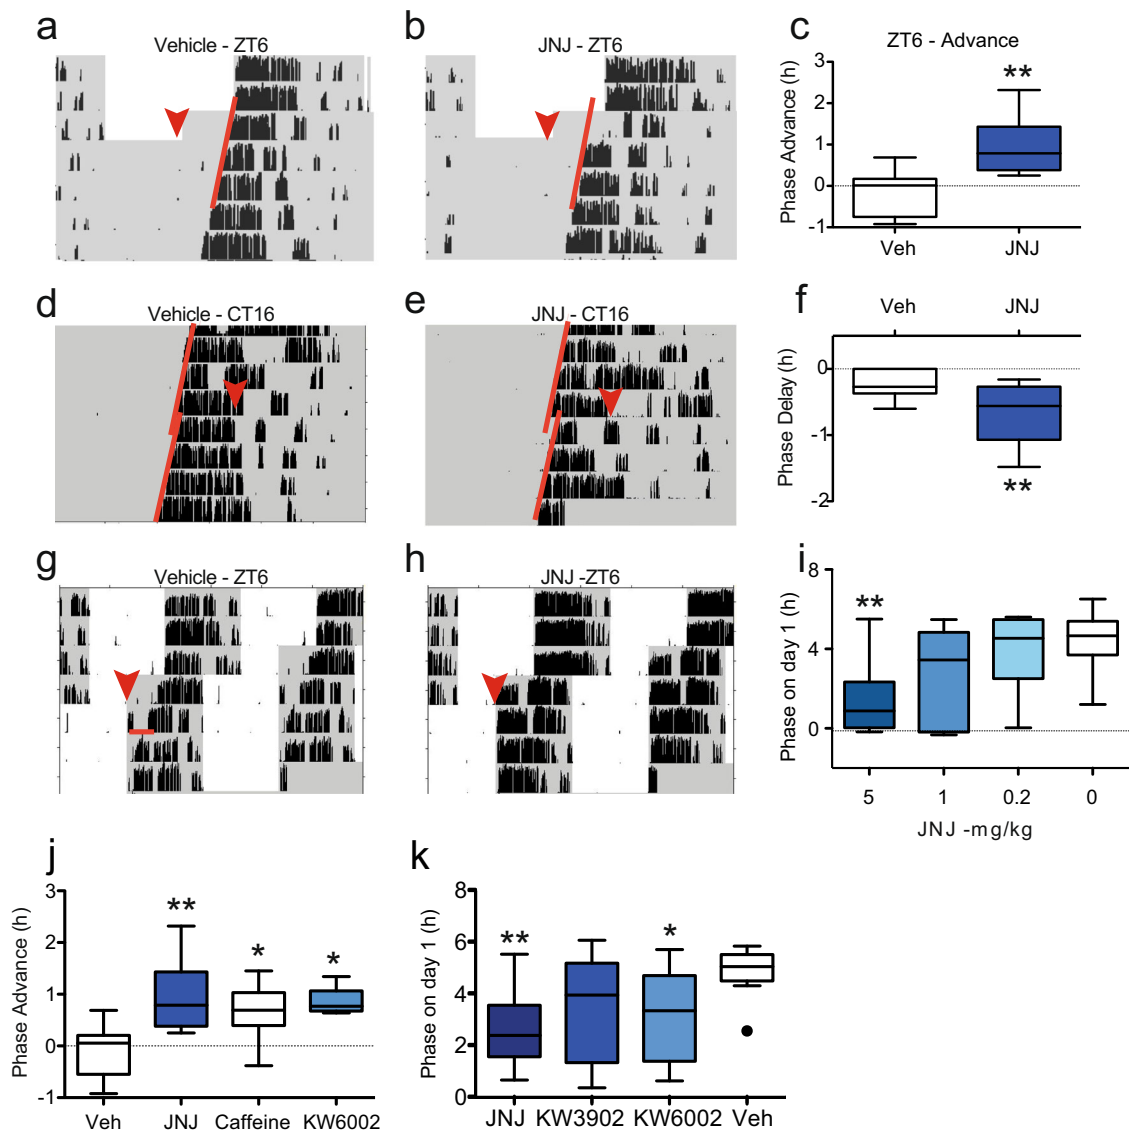 a
Vehicle - ZT6
b
JNJ - ZT6
c
ZT6 - Advance
Phase Advance (h)
3
2
1
0
-1
**
Veh
JNJ
d
Vehicle - CT16
e
JNJ - CT16
f
Veh
JNJ
Phase Delay (h)
0
-1
-2
**
g
Vehicle - ZT6
h
JNJ -ZT6
i
Phase on day 1 (h)
8
4
0
**
5
1
0.2
0
JNJ -mg/kg
j
Phase Advance (h)
3
2
1
0
-1
**
*
*
Veh
JNJ
Caffeine
KW6002
k
Phase on day 1 (h)
8
6
4
2
0
**
*
JNJ
KW3902
KW6002
Veh